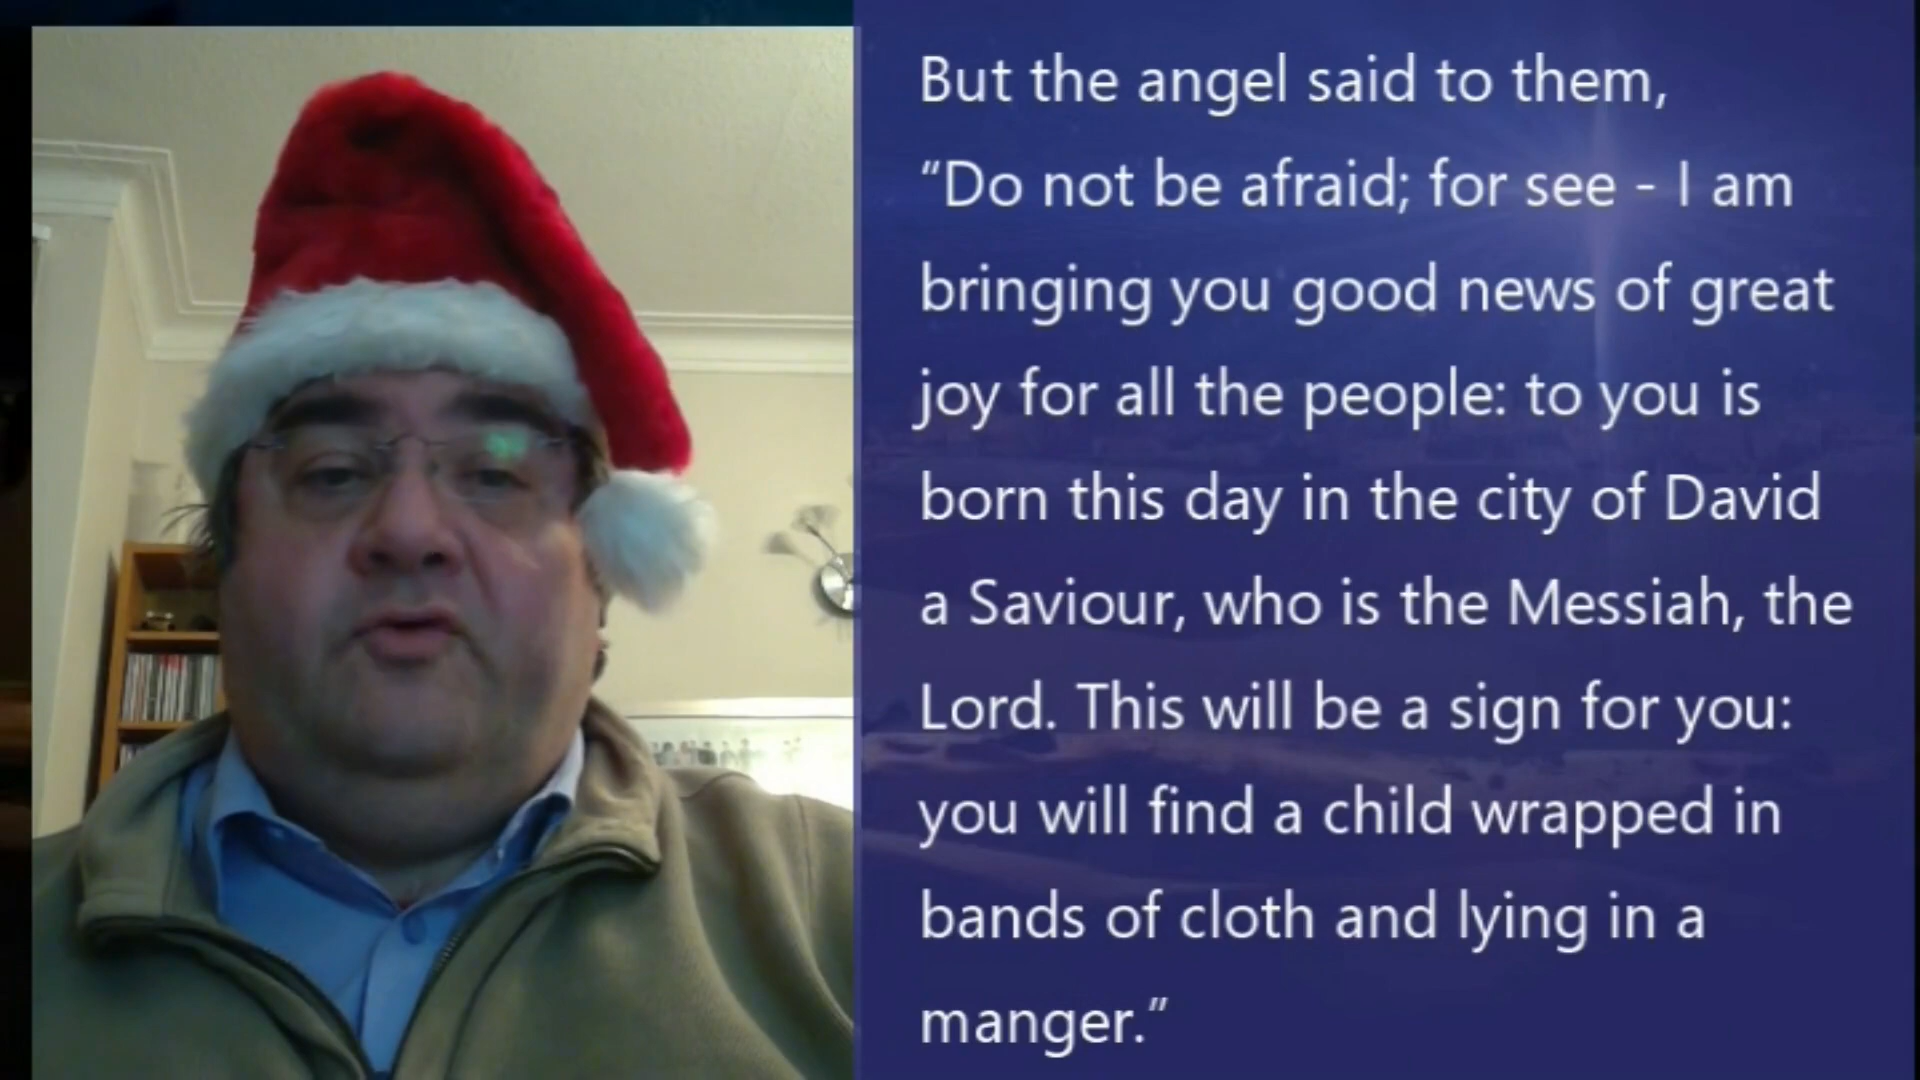 But the angel said to them,
“Do not be afraid; for see - I am
bringing you good news of great
joy for all the people: to you is
born this day in the city of David
a Saviour, who is the Messiah, the
Lord. This will be a sign for you:
you will find a child wrapped in
bands of cloth and lying in a
manger.”